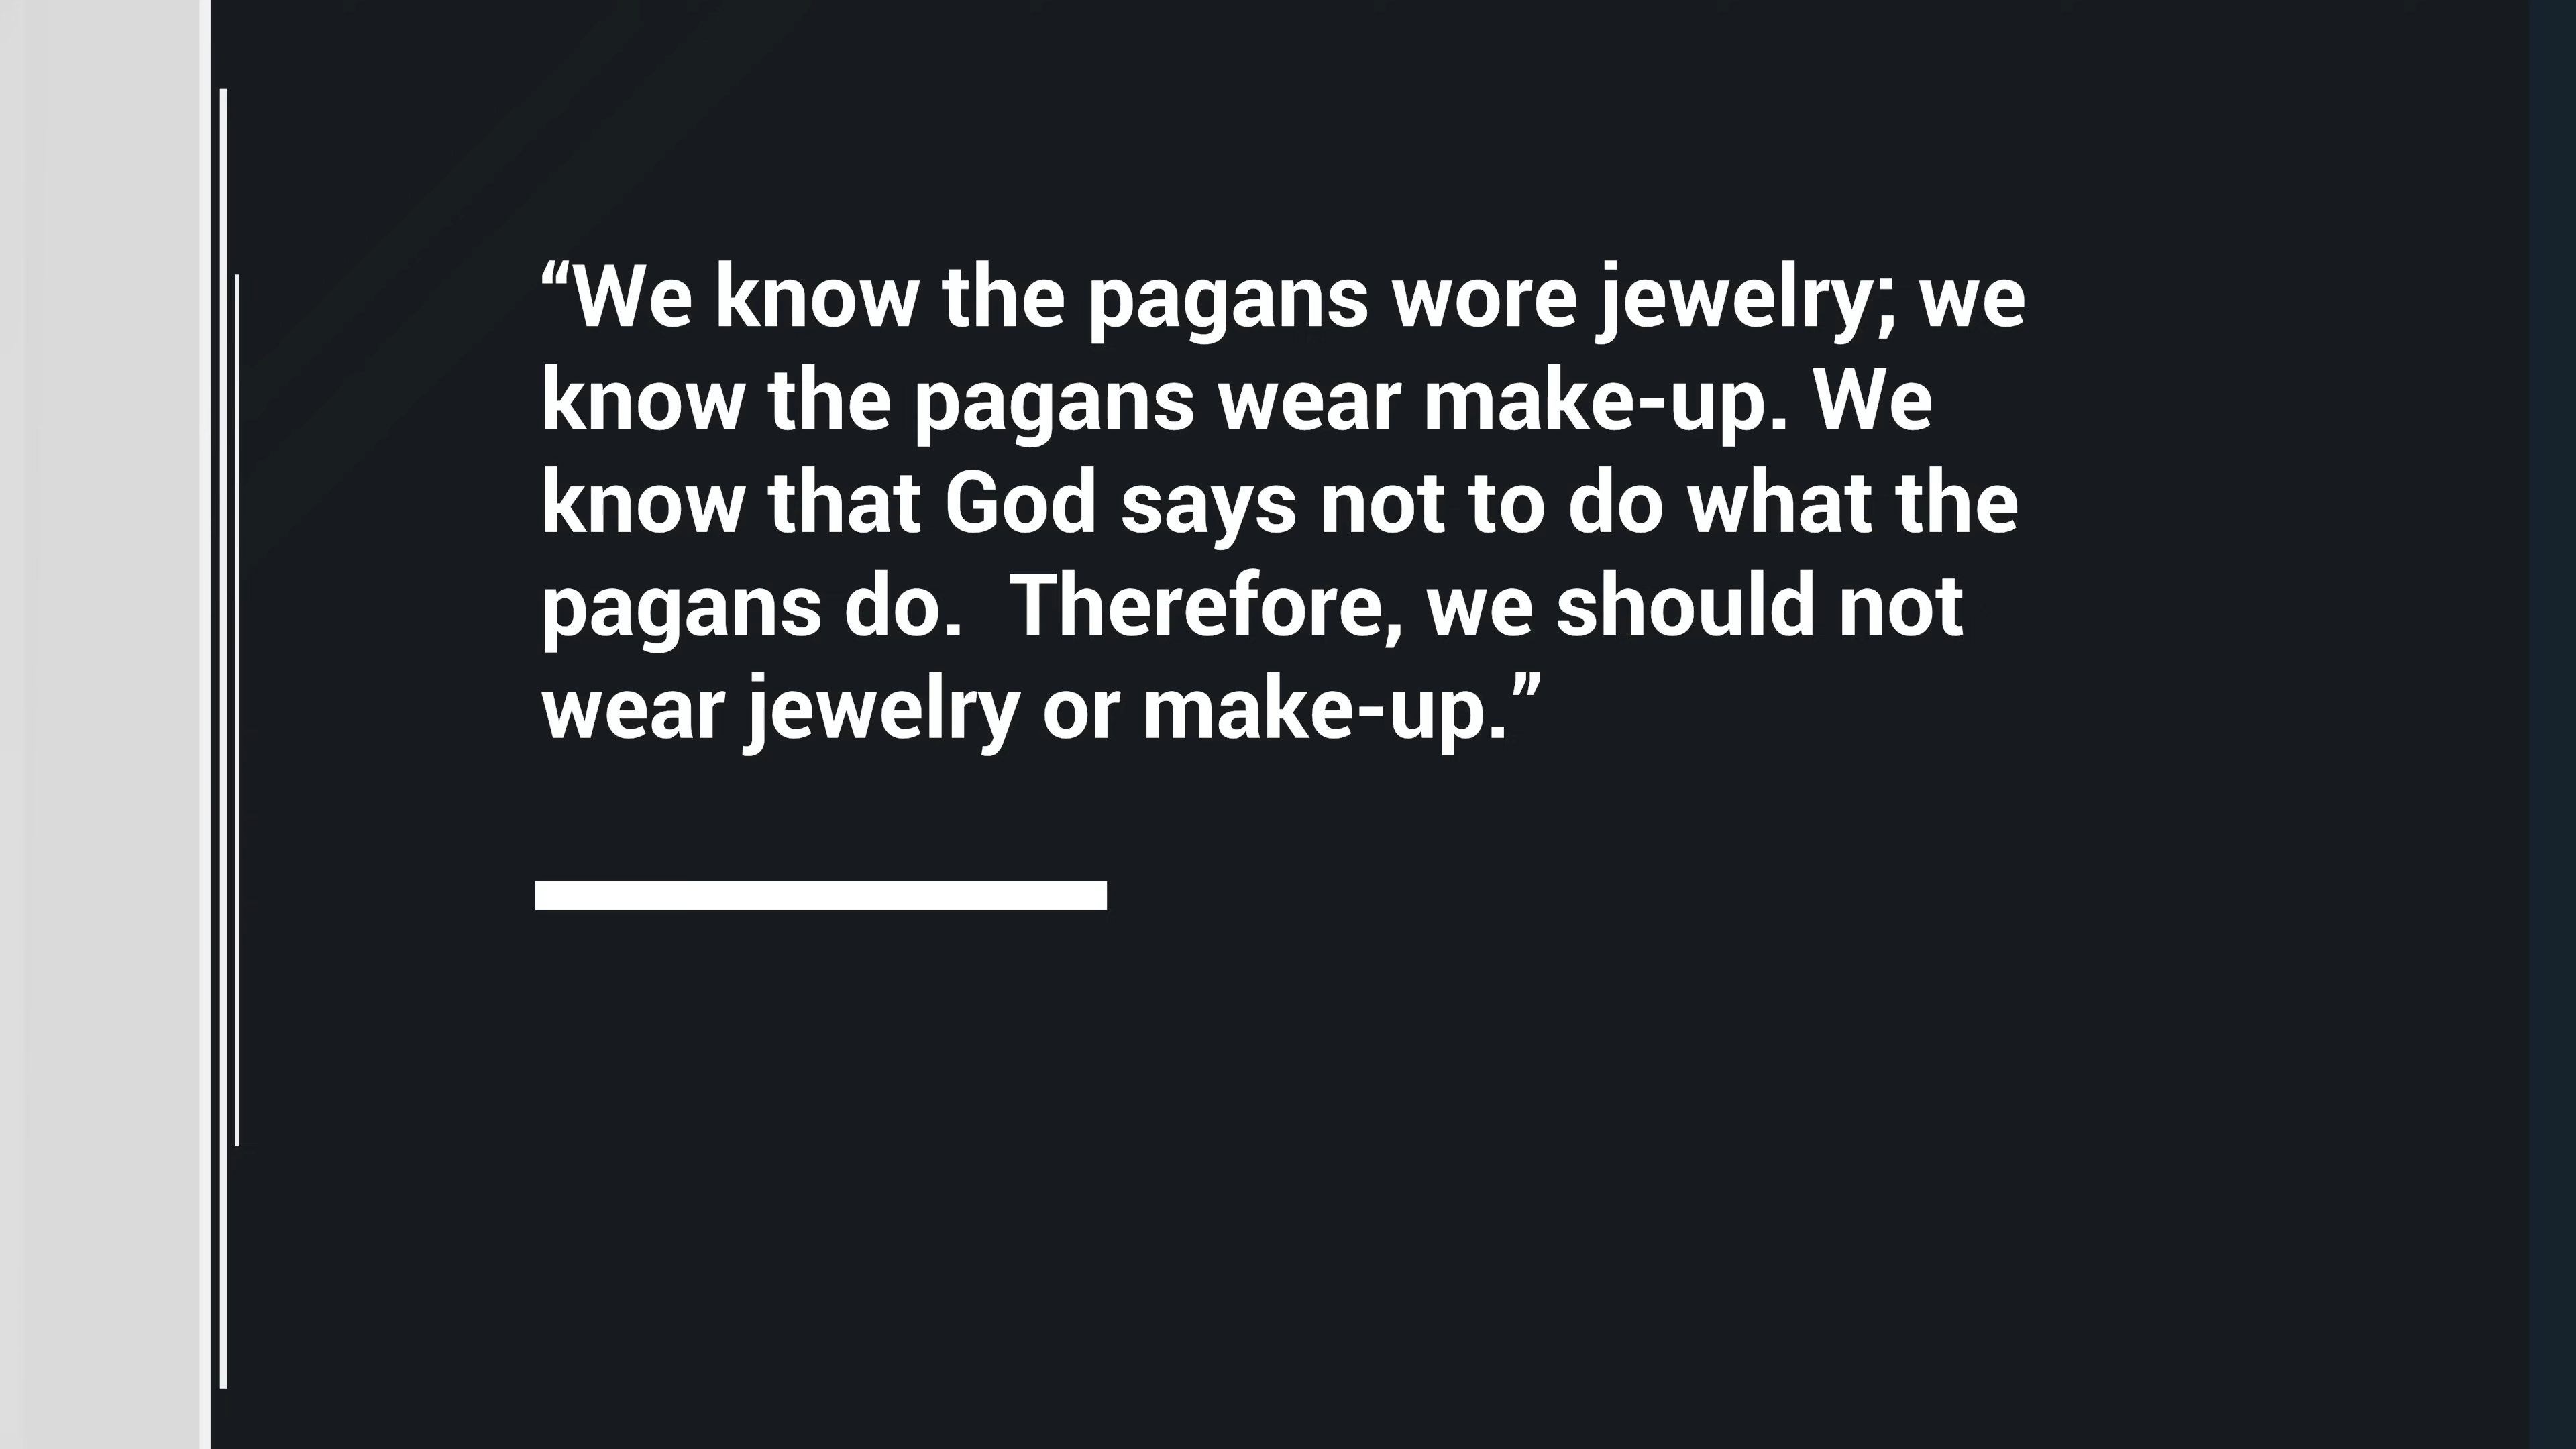 “We know the pagans wore jewelry; we
know the pagans wear make-up. We
know that God says not to do what the
pagans do.  Therefore, we should not
wear jewelry or make-up.”